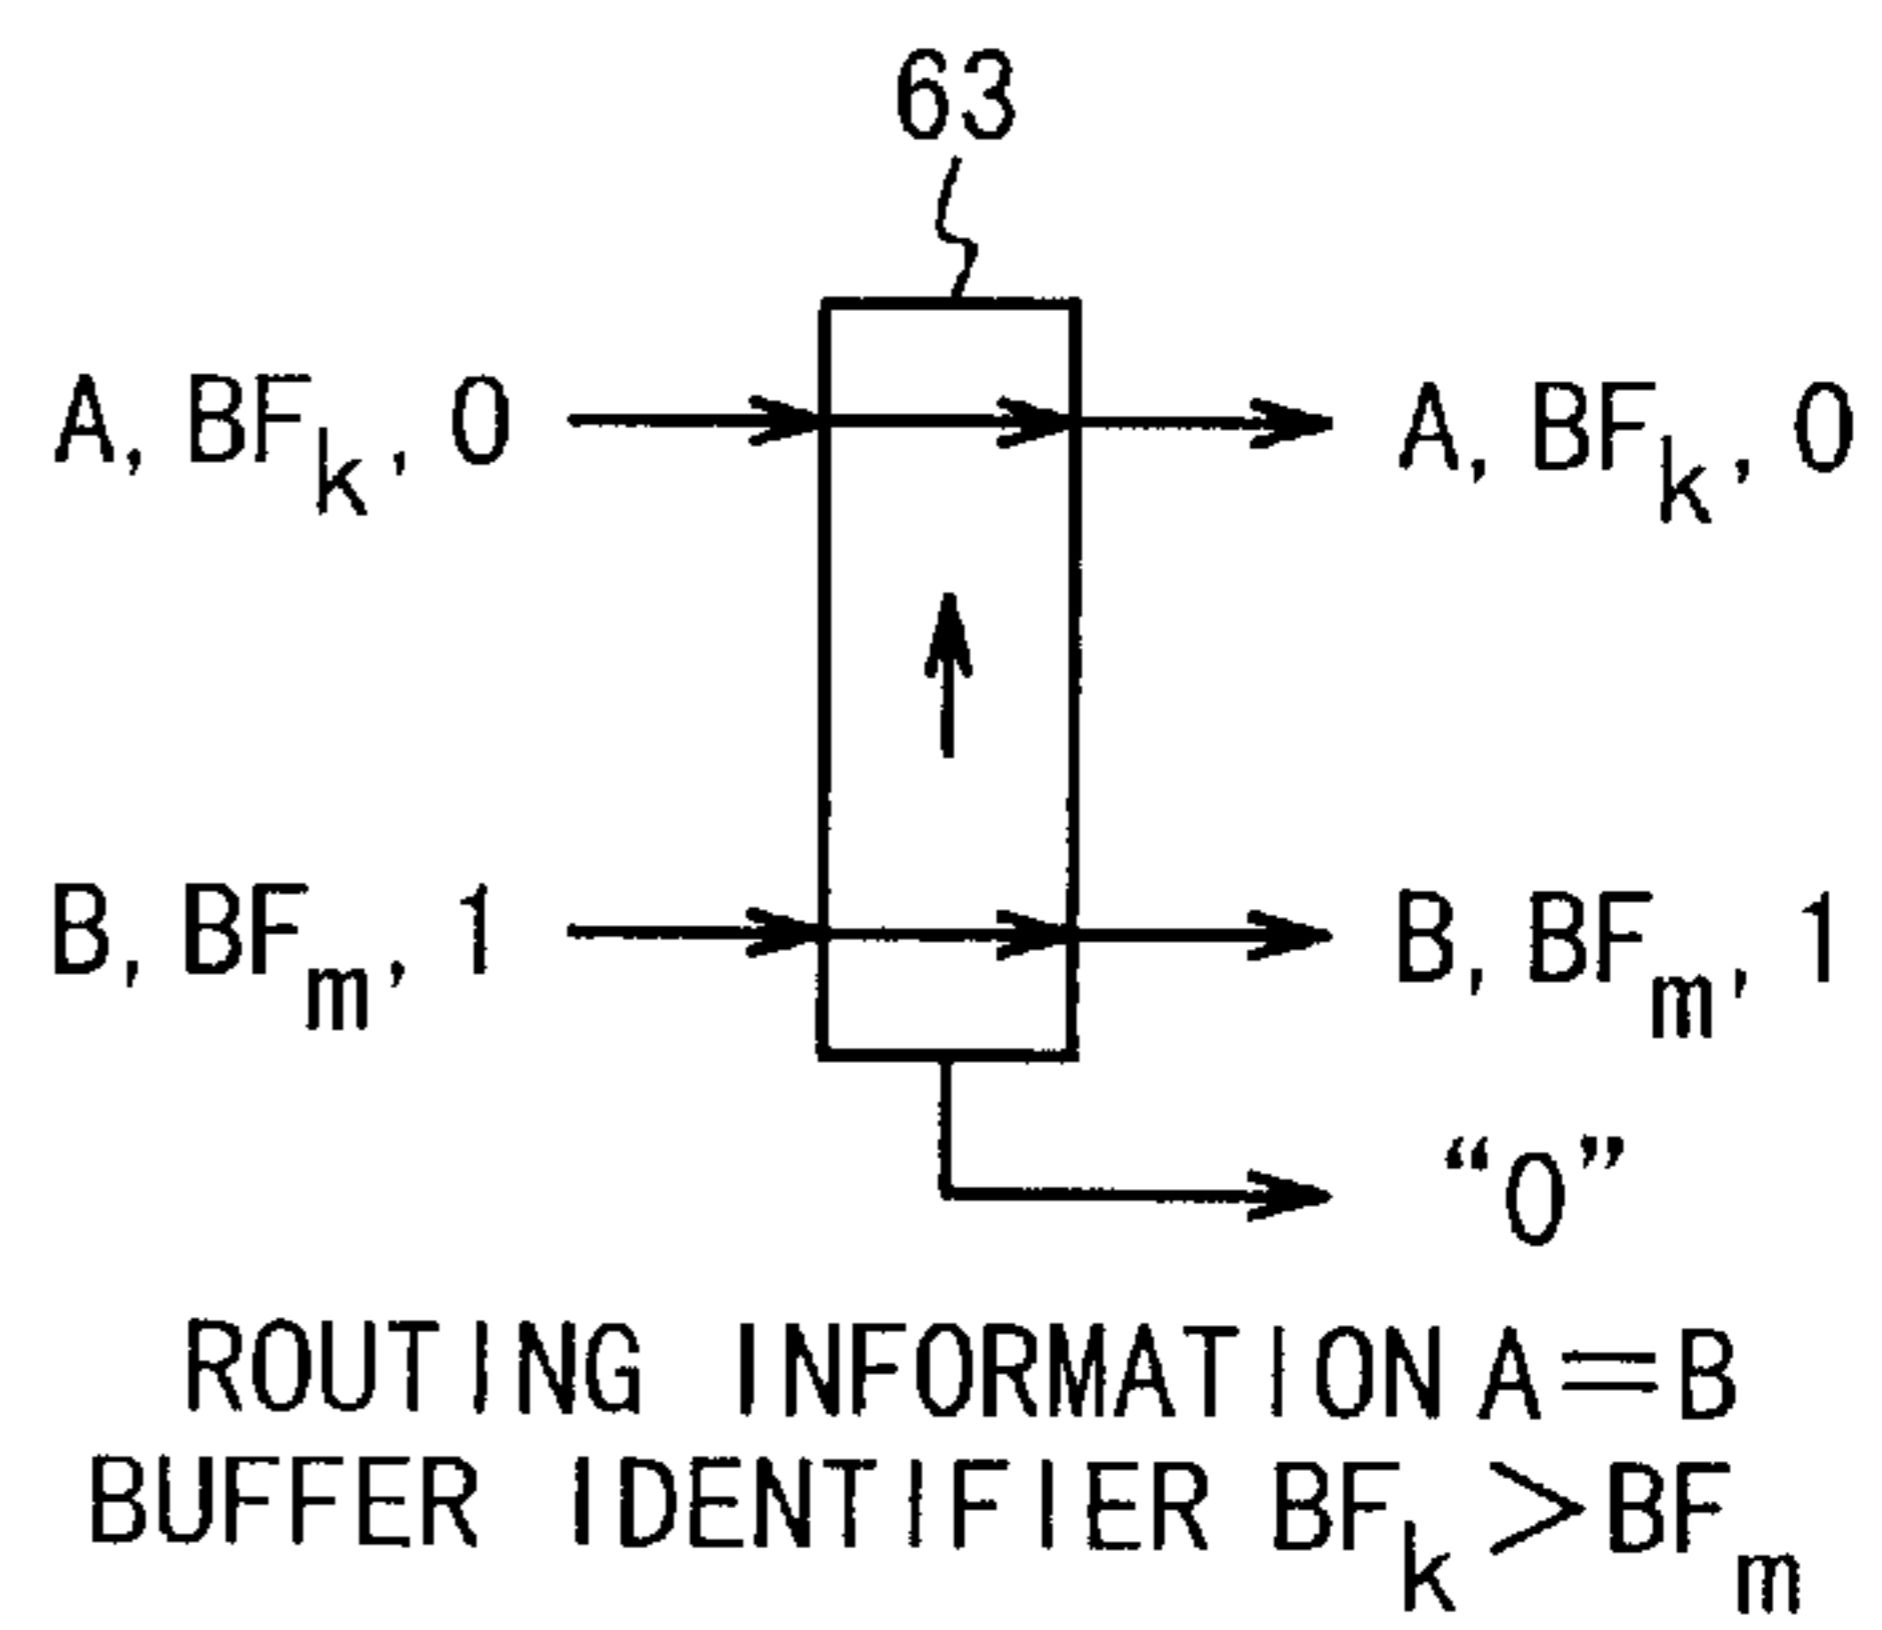 63
A, BFk, 0
A, BFk, 0
B, BFm, 1
B, BFm, 1
“0”
ROUTING INFORMATION A=B
BUFFER IDENTIFIER BFk>BFm